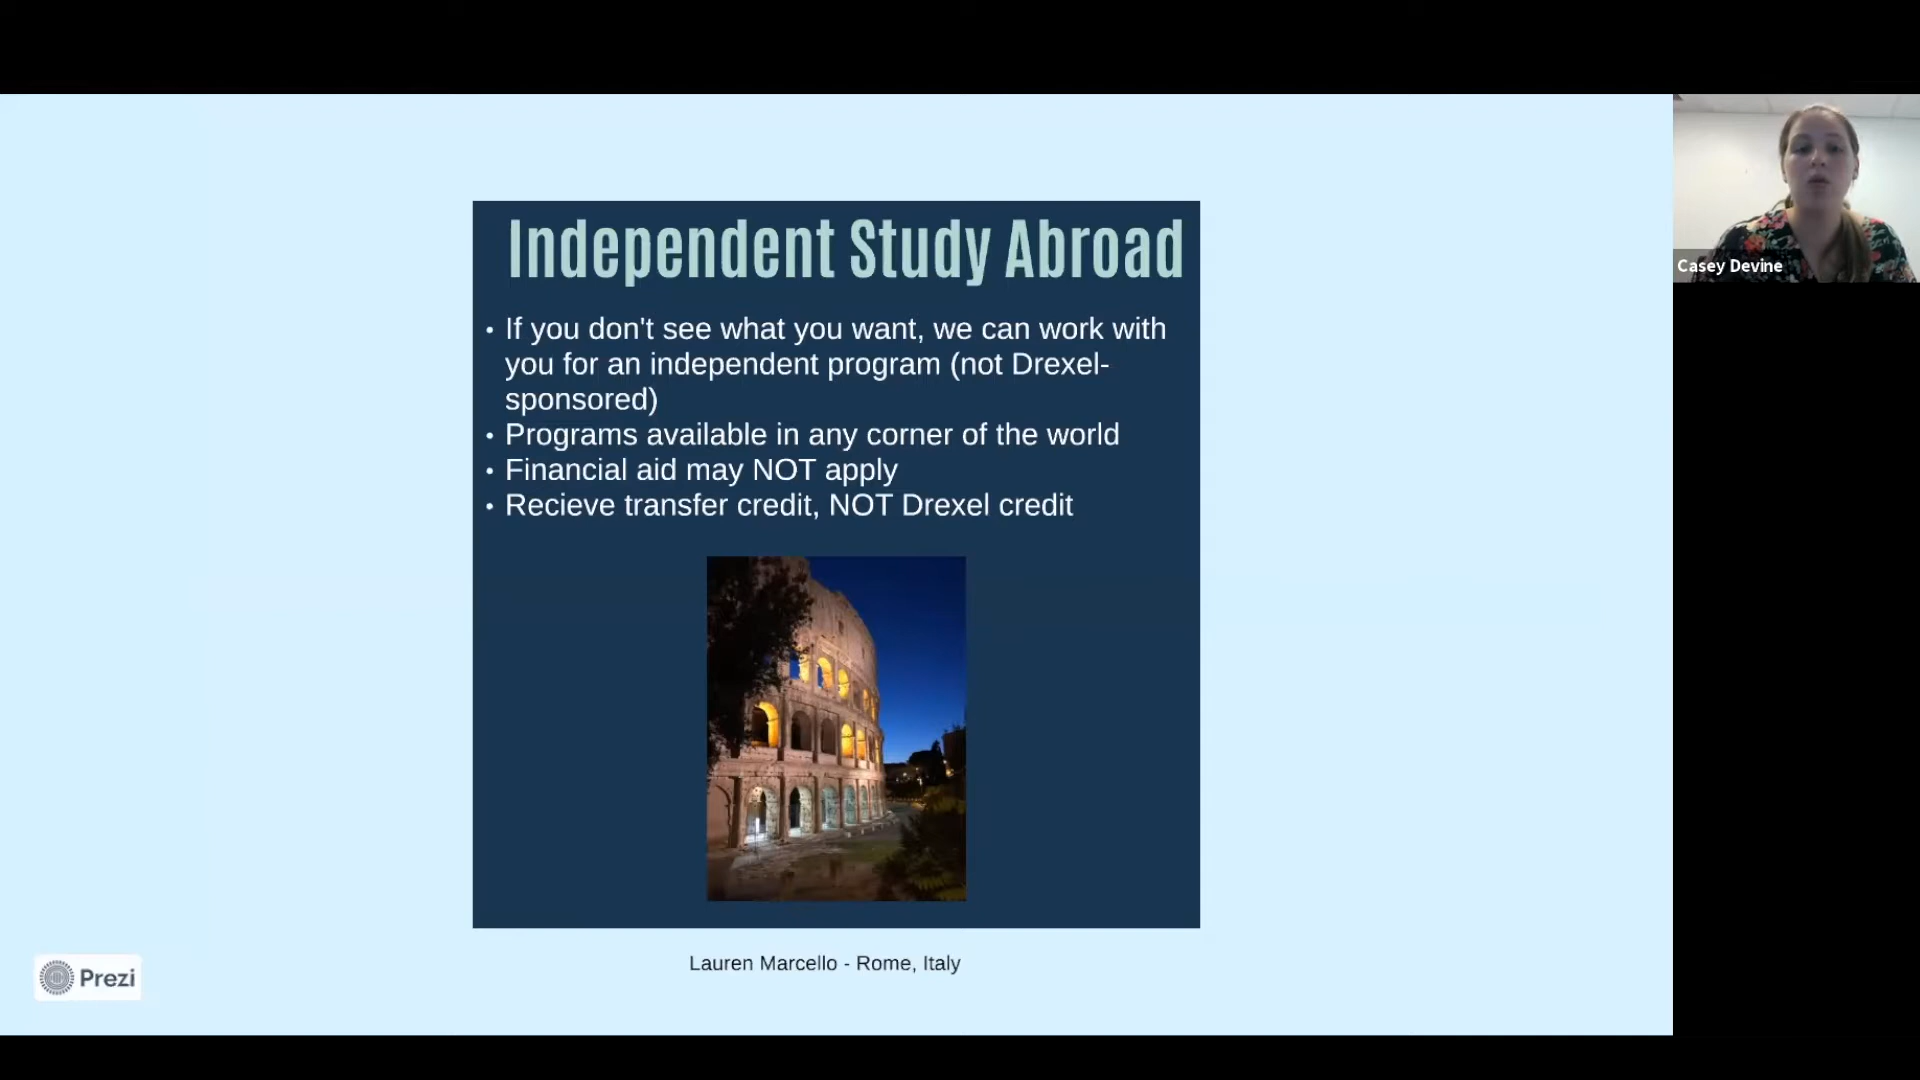 Independent Study Abroad
• If you don't see what you want, we can work with
you for an independent program (not Drexel-
sponsored)
• Programs available in any corner of the world
• Financial aid may NOT apply
• Recieve transfer credit, NOT Drexel credit
Lauren Marcello - Rome, Italy
Prezi
Casey Devine